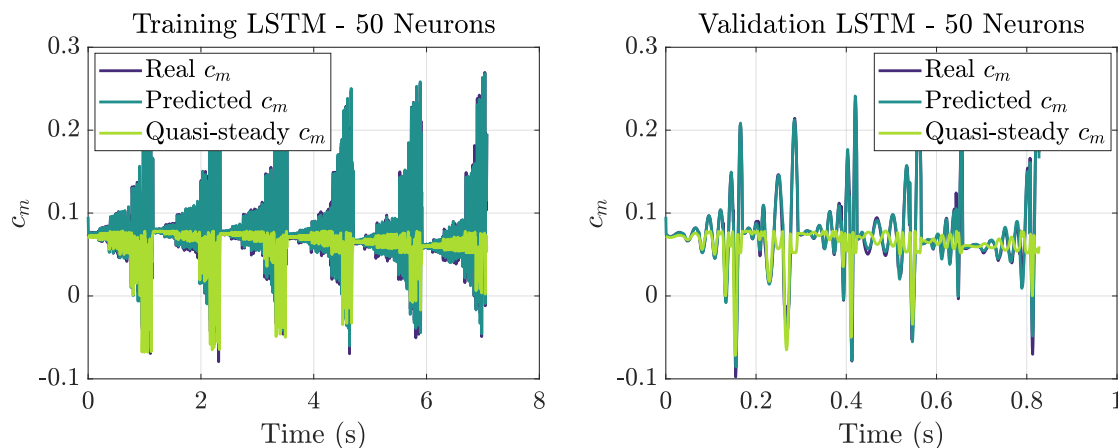 Training LSTM - 50 Neurons
0.3
0.2
0.1
0
-0.1
c_m
Real c_m
Predicted c_m
Quasi-steady c_m
0 2 4 6 8
Time (s)
Validation LSTM - 50 Neurons
0.3
0.2
0.1
0
-0.1
c_m
Real c_m
Predicted c_m
Quasi-steady c_m
0 0.2 0.4 0.6 0.8 1
Time (s)